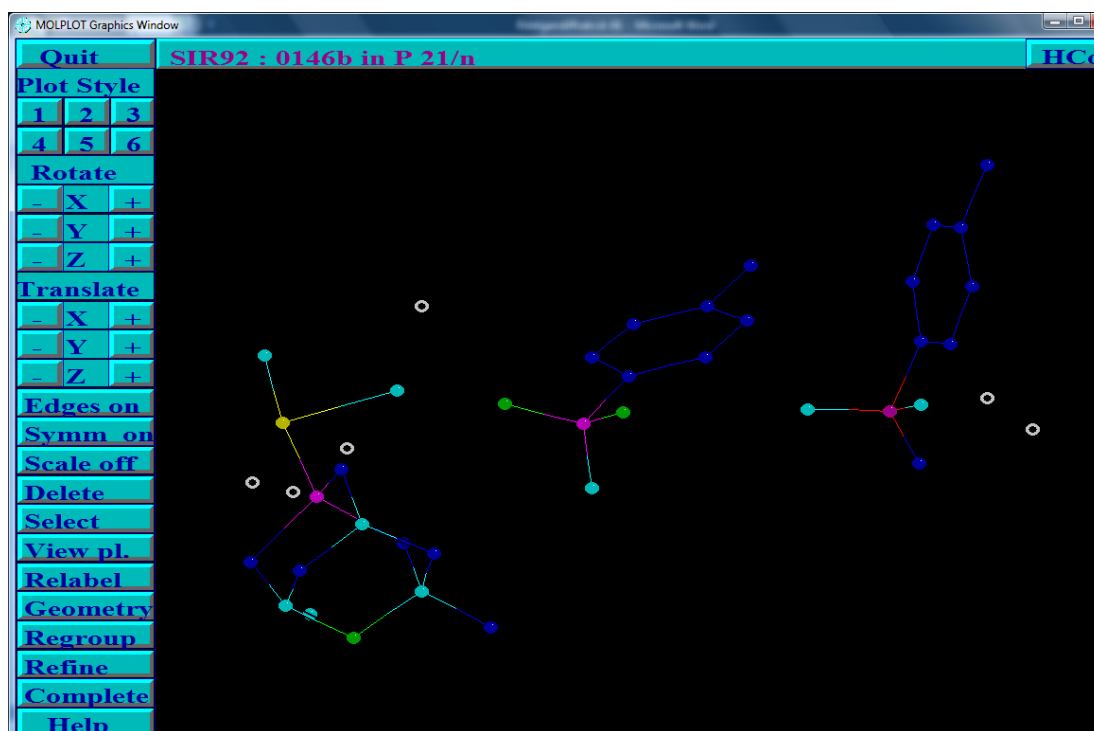 MOLPLOT Graphics Window
Quit
SIR92 : 0146b in P 21/n
HCo
Plot Style
1 2 3
4 5 6
Rotate
- X +
- Y +
- Z +
Translate
- X +
- Y +
- Z +
Edges on
Symm on
Scale off
Delete
Select
View pl.
Relabel
Geometry
Regroup
Refine
Complete
Help